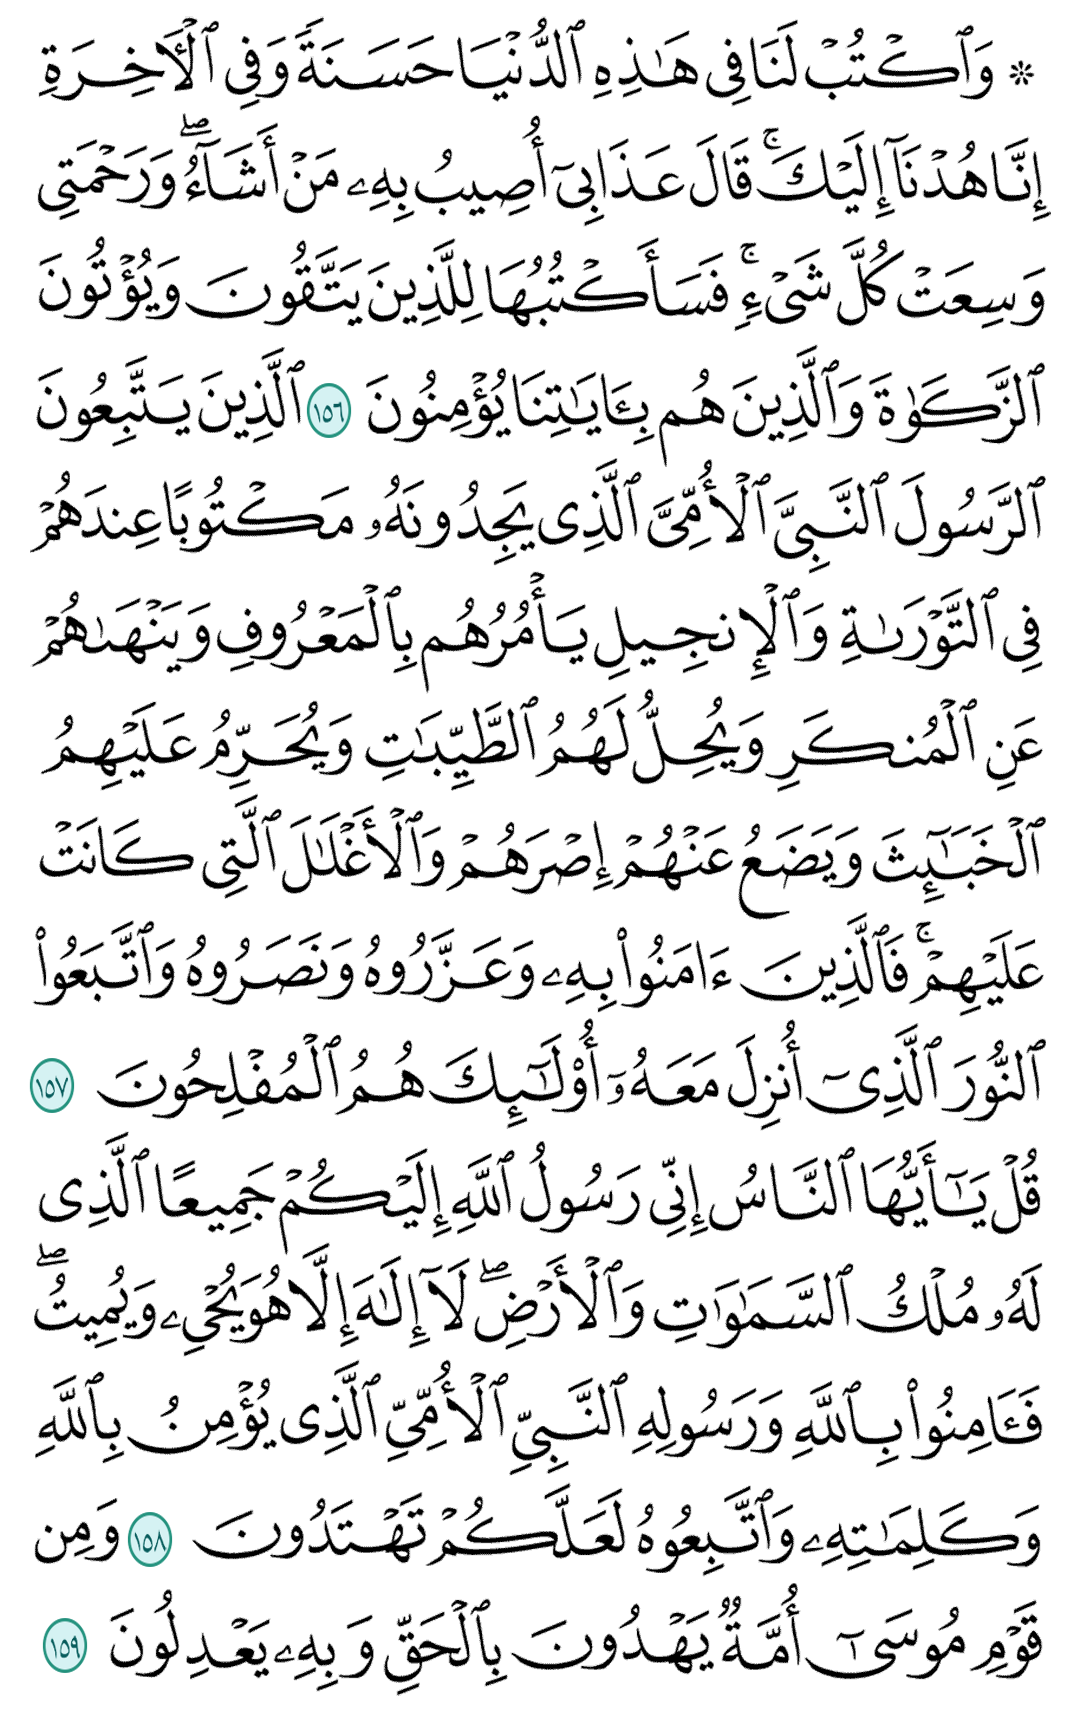 ۞ وَٱكۡتُبۡ لَنَا فِي هَٰذِهِ ٱلدُّنۡيَا حَسَنَةٗ وَفِي ٱلۡأٓخِرَةِ
إِنَّا هُدۡنَآ إِلَيۡكَۚ قَالَ عَذَابِيٓ أُصِيبُ بِهِۦ مَنۡ أَشَآءُۖ وَرَحۡمَتِي
وَسِعَتۡ كُلَّ شَيۡءٖۚ فَسَأَكۡتُبُهَا لِلَّذِينَ يَتَّقُونَ وَيُؤۡتُونَ
ٱلزَّكَوٰةَ وَٱلَّذِينَ هُم بِـَٔايَٰتِنَا يُؤۡمِنُونَ ١٥٦ ٱلَّذِينَ يَتَّبِعُونَ
ٱلرَّسُولَ ٱلنَّبِيَّ ٱلۡأُمِّيَّ ٱلَّذِي يَجِدُونَهُۥ مَكۡتُوبًا عِندَهُمۡ
فِي ٱلتَّوۡرَىٰةِ وَٱلۡإِنجِيلِ يَأۡمُرُهُم بِٱلۡمَعۡرُوفِ وَيَنۡهَىٰهُمۡ
عَنِ ٱلۡمُنكَرِ وَيُحِلُّ لَهُمُ ٱلطَّيِّبَٰتِ وَيُحَرِّمُ عَلَيۡهِمُ
ٱلۡخَبَٰٓئِثَ وَيَضَعُ عَنۡهُمۡ إِصۡرَهُمۡ وَٱلۡأَغۡلَٰلَ ٱلَّتِي كَانَتۡ
عَلَيۡهِمۡۚ فَٱلَّذِينَ ءَامَنُواْ بِهِۦ وَعَزَّرُوهُ وَنَصَرُوهُ وَٱتَّبَعُواْ
ٱلنُّورَ ٱلَّذِيٓ أُنزِلَ مَعَهُۥٓ أُوْلَٰٓئِكَ هُمُ ٱلۡمُفۡلِحُونَ ١٥٧
قُلۡ يَٰٓأَيُّهَا ٱلنَّاسُ إِنِّي رَسُولُ ٱللَّهِ إِلَيۡكُمۡ جَمِيعًا ٱلَّذِي
لَهُۥ مُلۡكُ ٱلسَّمَٰوَٰتِ وَٱلۡأَرۡضِۖ لَآ إِلَٰهَ إِلَّا هُوَ يُحۡيِۦ وَيُمِيتُۖ
فَـَٔامِنُواْ بِٱللَّهِ وَرَسُولِهِ ٱلنَّبِيِّ ٱلۡأُمِّيِّ ٱلَّذِي يُؤۡمِنُ بِٱللَّهِ
وَكَلِمَٰتِهِۦ وَٱتَّبِعُوهُ لَعَلَّكُمۡ تَهۡتَدُونَ ١٥٨ وَمِن
قَوۡمِ مُوسَىٰٓ أُمَّةٞ يَهۡدُونَ بِٱلۡحَقِّ وَبِهِۦ يَعۡدِلُونَ ١٥٩